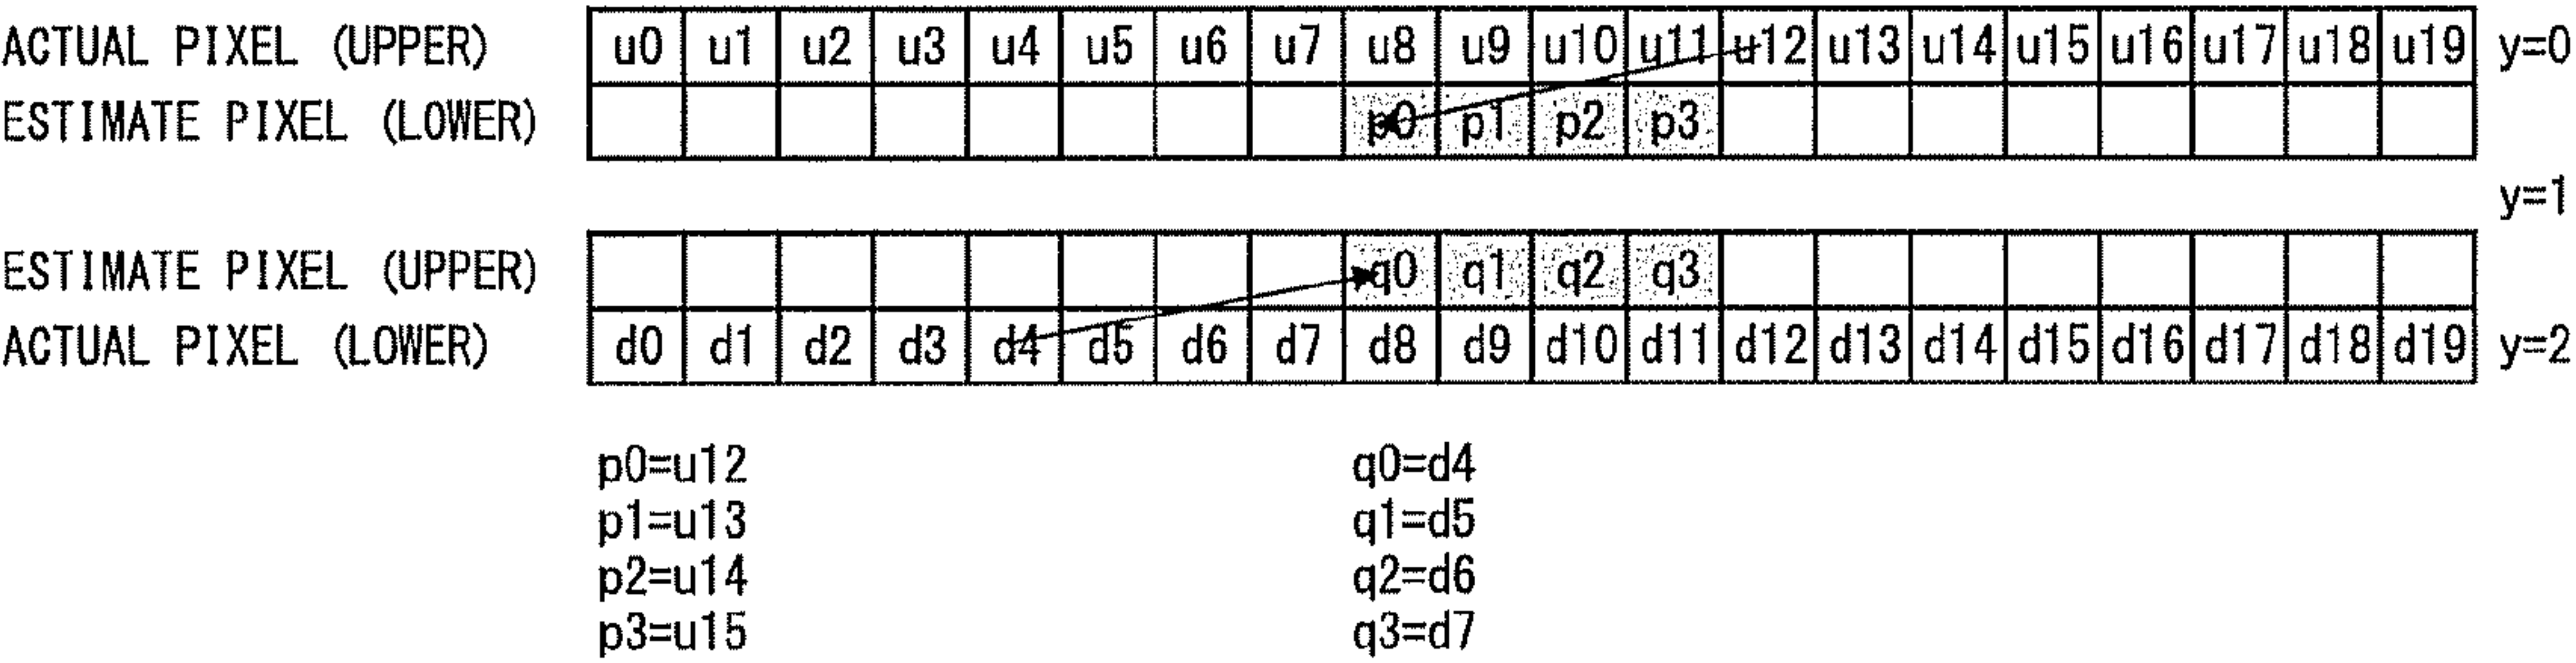 ACTUAL PIXEL (UPPER) u0 u1 u2 u3 u4 u5 u6 u7 u8 u9 u10 u11 u12 u13 u14 u15 u16 u17 u18 u19 y=0
ESTIMATE PIXEL (LOWER) p0 p1 p2 p3
y=1
ESTIMATE PIXEL (UPPER) q0 q1 q2 q3
ACTUAL PIXEL (LOWER) d0 d1 d2 d3 d4 d5 d6 d7 d8 d9 d10 d11 d12 d13 d14 d15 d16 d17 d18 d19 y=2
p0=u12 q0=d4
p1=u13 q1=d5
p2=u14 q2=d6
p3=u15 q3=d7